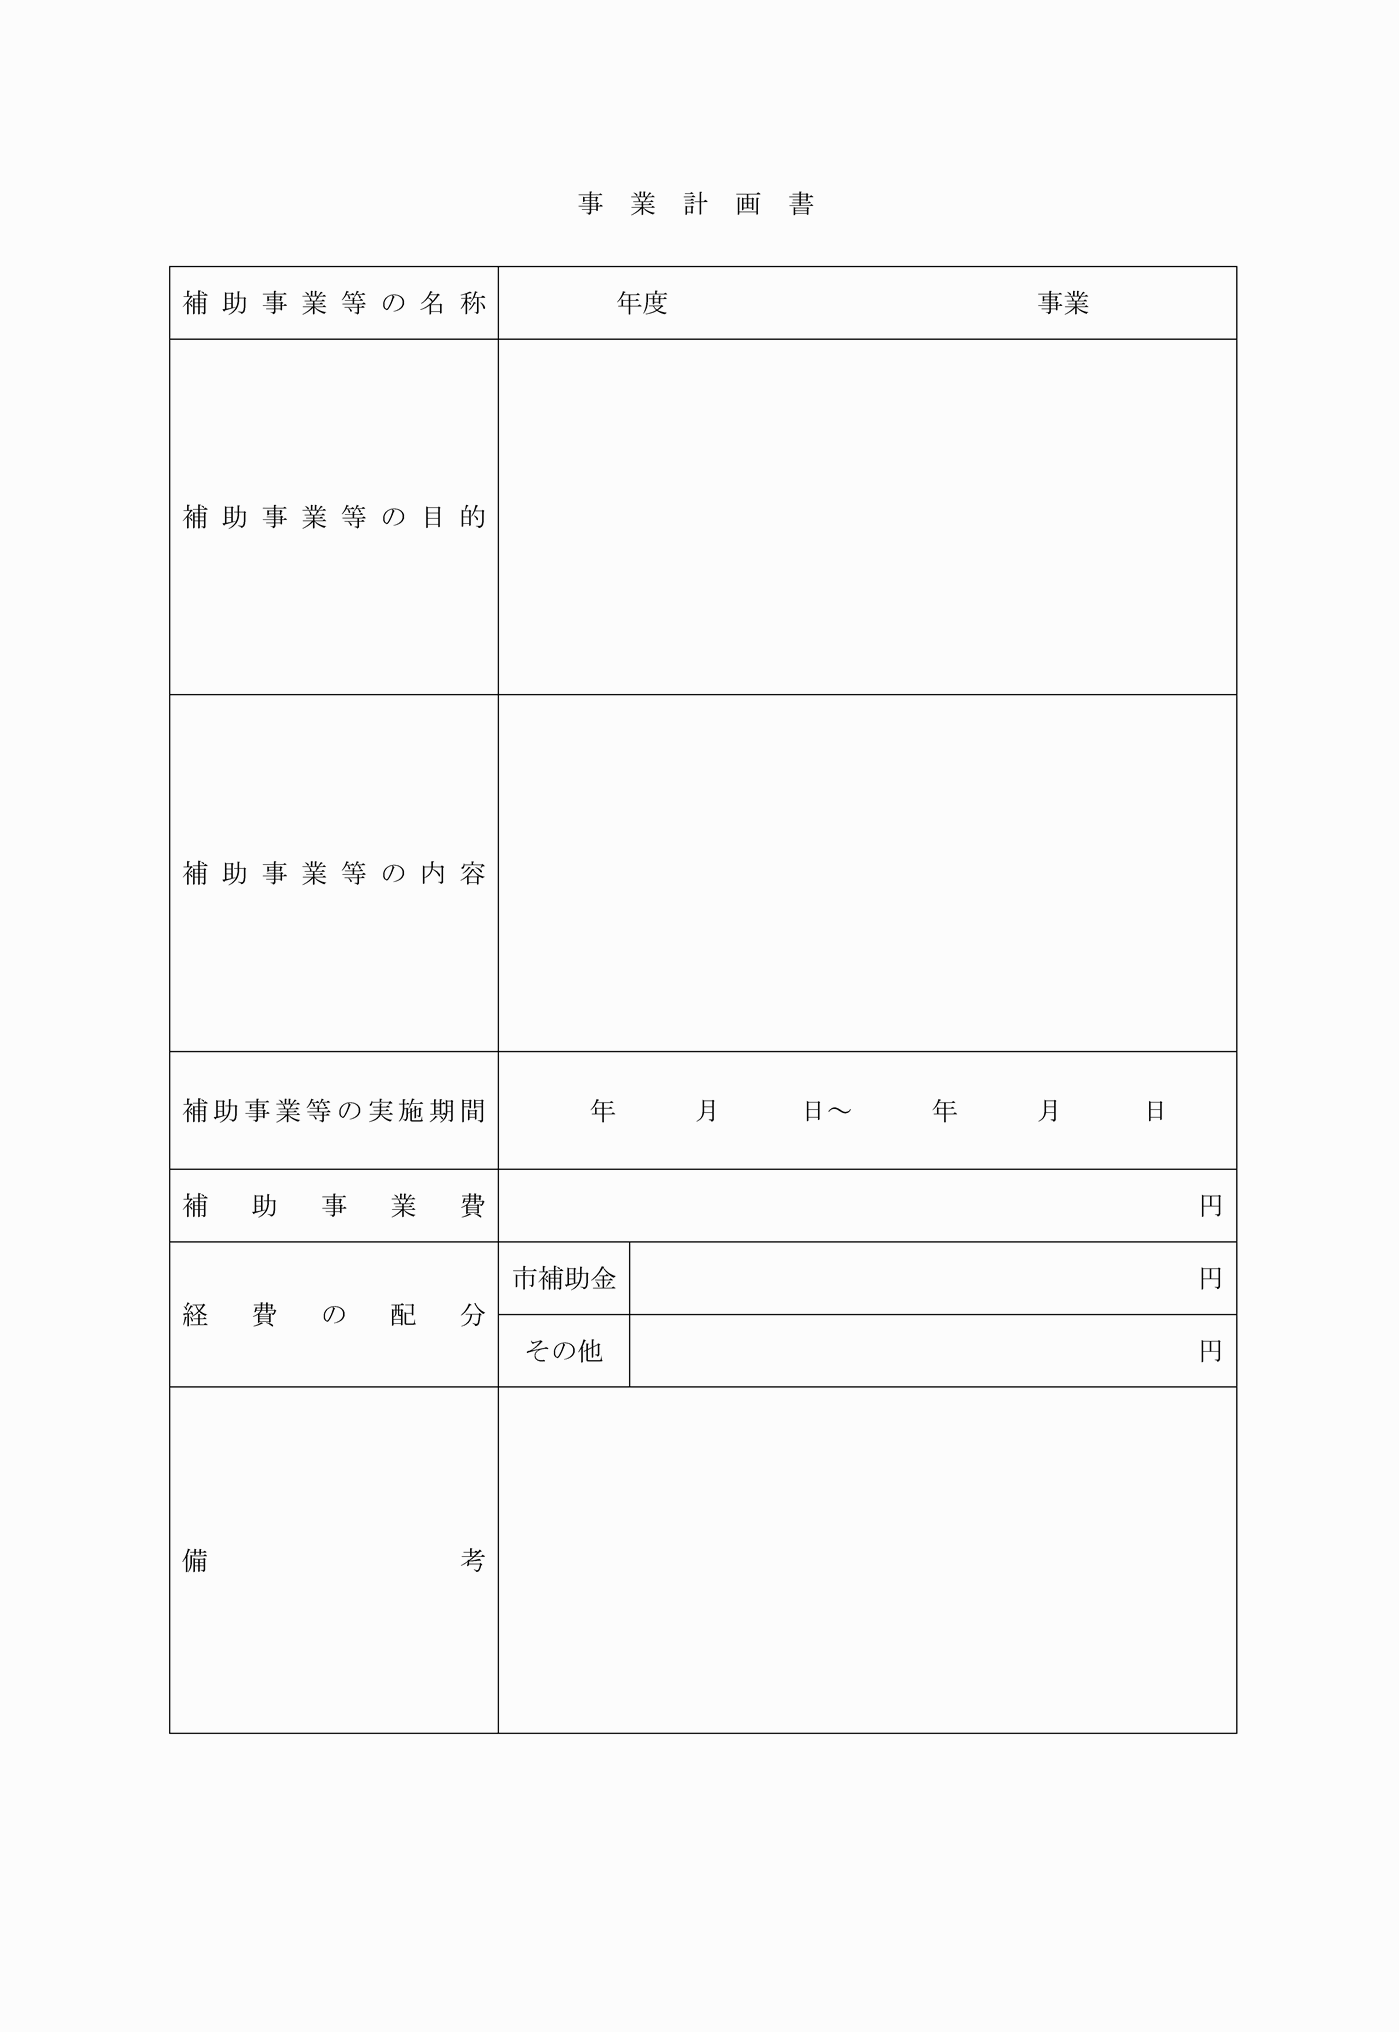 事業計画書
補助事業等の名称　年度　事業
補助事業等の目的
補助事業等の内容
補助事業等の実施期間　年　月　日～　年　月　日
補助事業費　円
経費の配分
市補助金　円
その他　円
備考